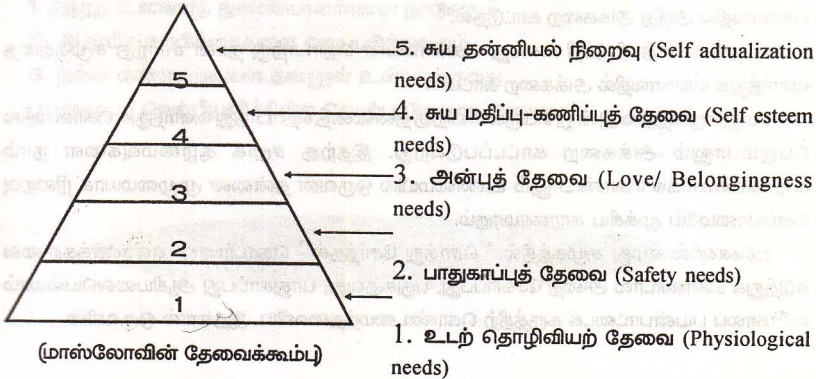 5. சுய தன்னியல் நிறைவு (Self adtualization
needs)
4. சுய மதிப்பு-கணிப்புத் தேவை (Self esteem
needs)
3. அன்புத் தேவை (Love/ Belongingness
needs)
2. பாதுகாப்புத் தேவை (Safety needs)
1. உடற் தொழிவியற் தேவை (Physiological
needs)
5
4
3
2
1
(மாஸ்லோவின் தேவைக்கூம்பு)